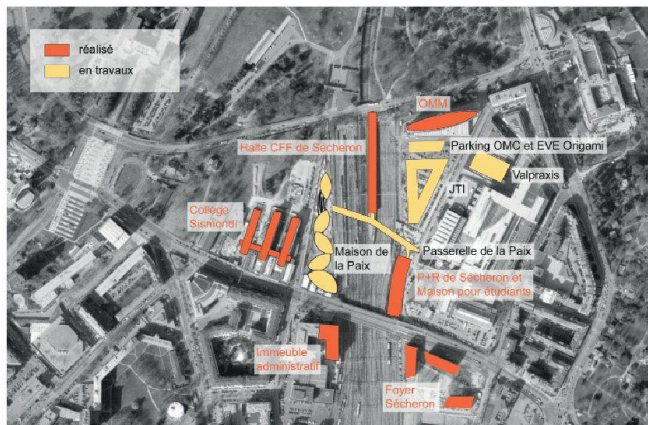 réalisé
en travaux
OMM
Halte CFF de Sécheron
Parking OMC et EVE Origami
Valpraxis
JTI
Collège
Sismondi
Maison de
la Paix
Passerelle de la Paix
P+R de Sécheron et
Maison pour étudiants
Immeuble
administratif
Foyer
Sécheron